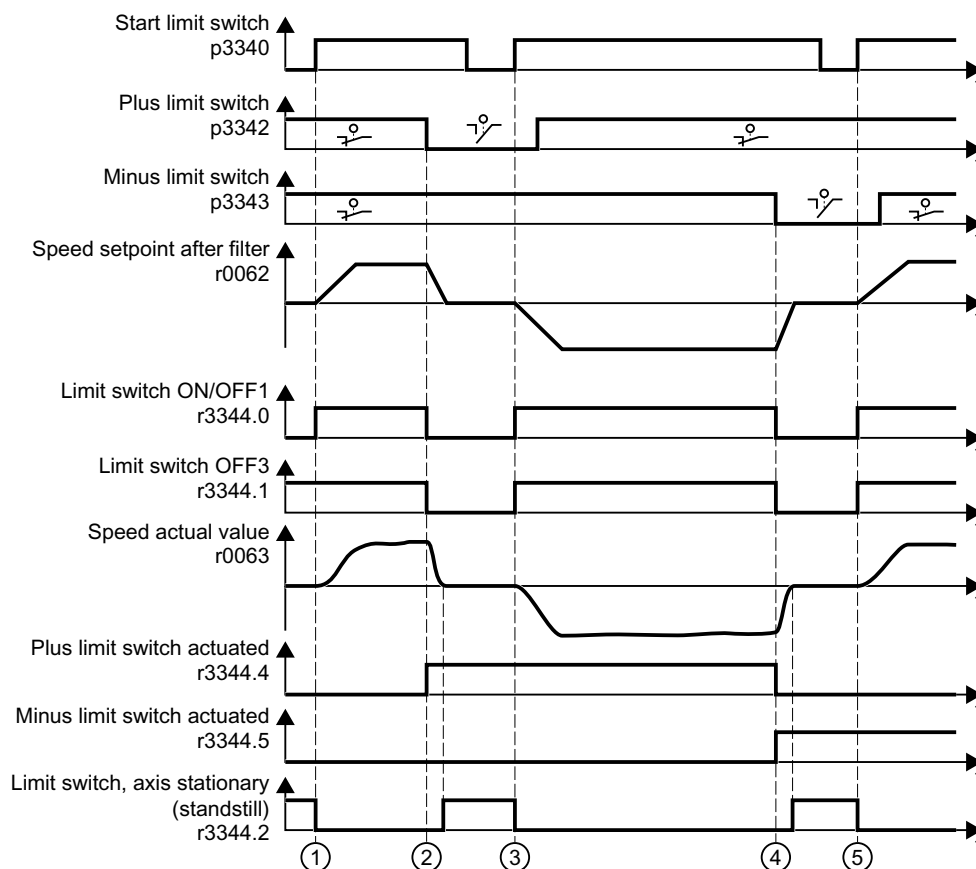 Start limit switch
p3340
Plus limit switch
p3342
Minus limit switch
p3343
Speed setpoint after filter
r0062
Limit switch ON/OFF1
r3344.0
Limit switch OFF3
r3344.1
Speed actual value
r0063
Plus limit switch actuated
r3344.4
Minus limit switch actuated
r3344.5
Limit switch, axis stationary
(standstill)
r3344.2
1 2 3 4 5